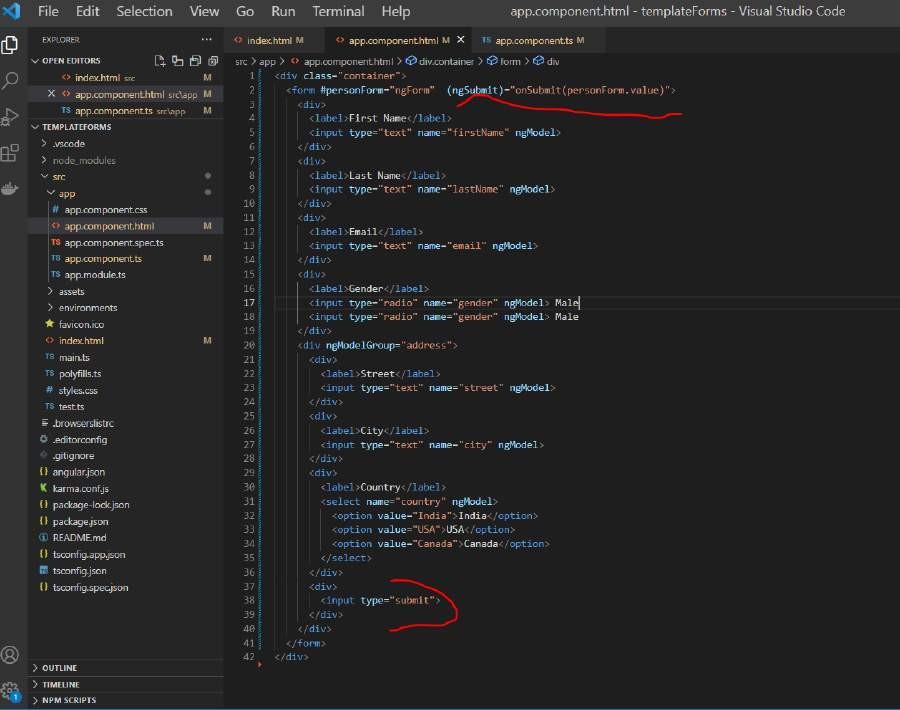 File Edit Selection View Go Run Terminal Help app.component.html - templateForms - Visual Studio Code
EXPLORER ...
OPEN EDITORS
<> index.html src M
X <> app.component.html src\app M
TS app.component.ts src\app M
TEMPLATEFORMS
> .vscode
> node_modules
src
app
# app.component.css
<> app.component.html M
TS app.component.spec.ts
TS app.component.ts M
TS app.module.ts
> assets
> environments
favicon.ico
<> index.html M
TS main.ts
TS polyfills.ts
# styles.css
TS test.ts
.browserslistrc
.editorconfig
.gitignore
{} angular.json
karma.conf.js
{} package-lock.json
{} package.json
README.md
{} tsconfig.app.json
tsconfig.json
{} tsconfig.spec.json
> OUTLINE
> TIMELINE
> NPM SCRIPTS
1
<> index.html M <> app.component.html M X TS app.component.ts M
src > app > <> app.component.html > div.container > form > div
1 <div class="container">
2 <form #personForm="ngForm" (ngSubmit)="onSubmit(personForm.value)">
3 <div>
4 <label>First Name</label>
5 <input type="text" name="firstName" ngModel>
6 </div>
7 <div>
8 <label>Last Name</label>
9 <input type="text" name="lastName" ngModel>
10 </div>
11 <div>
12 <label>Email</label>
13 <input type="text" name="email" ngModel>
14 </div>
15 <div>
16 <label>Gender</label>
17 <input type="radio" name="gender" ngModel> Male
18 <input type="radio" name="gender" ngModel> Male
19 </div>
20 <div ngModelGroup="address">
21 <div>
22 <label>Street</label>
23 <input type="text" name="street" ngModel>
24 </div>
25 <div>
26 <label>City</label>
27 <input type="text" name="city" ngModel>
28 </div>
29 <div>
30 <label>Country</label>
31 <select name="country" ngModel>
32 <option value="India">India</option>
33 <option value="USA">USA</option>
34 <option value="Canada">Canada</option>
35 </select>
36 </div>
37 <div>
38 <input type="submit">
39 </div>
40 </div>
41 </form>
42 </div>